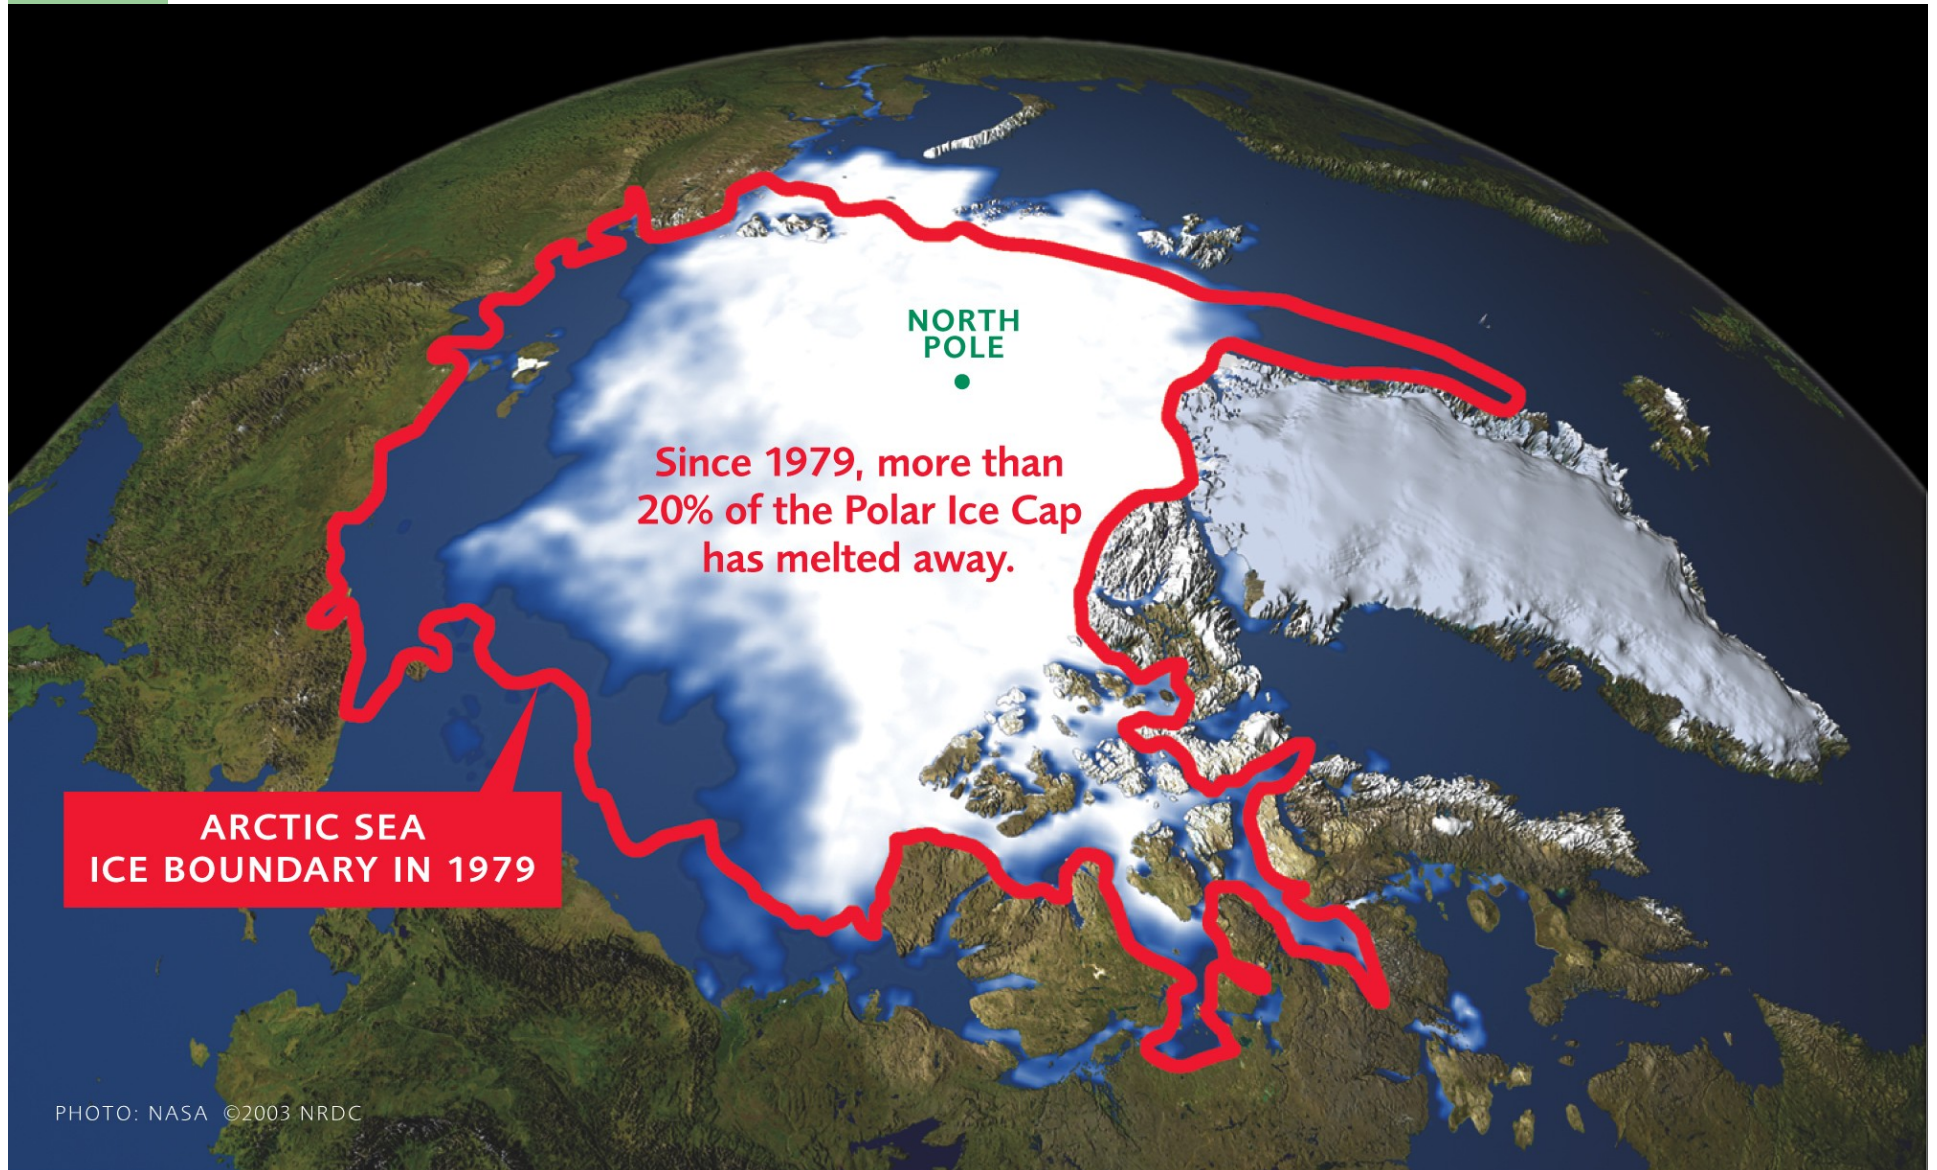 NORTH
POLE
Since 1979, more than
20% of the Polar Ice Cap
has melted away.
ARCTIC SEA
ICE BOUNDARY IN 1979
PHOTO: NASA ©2003 NRDC